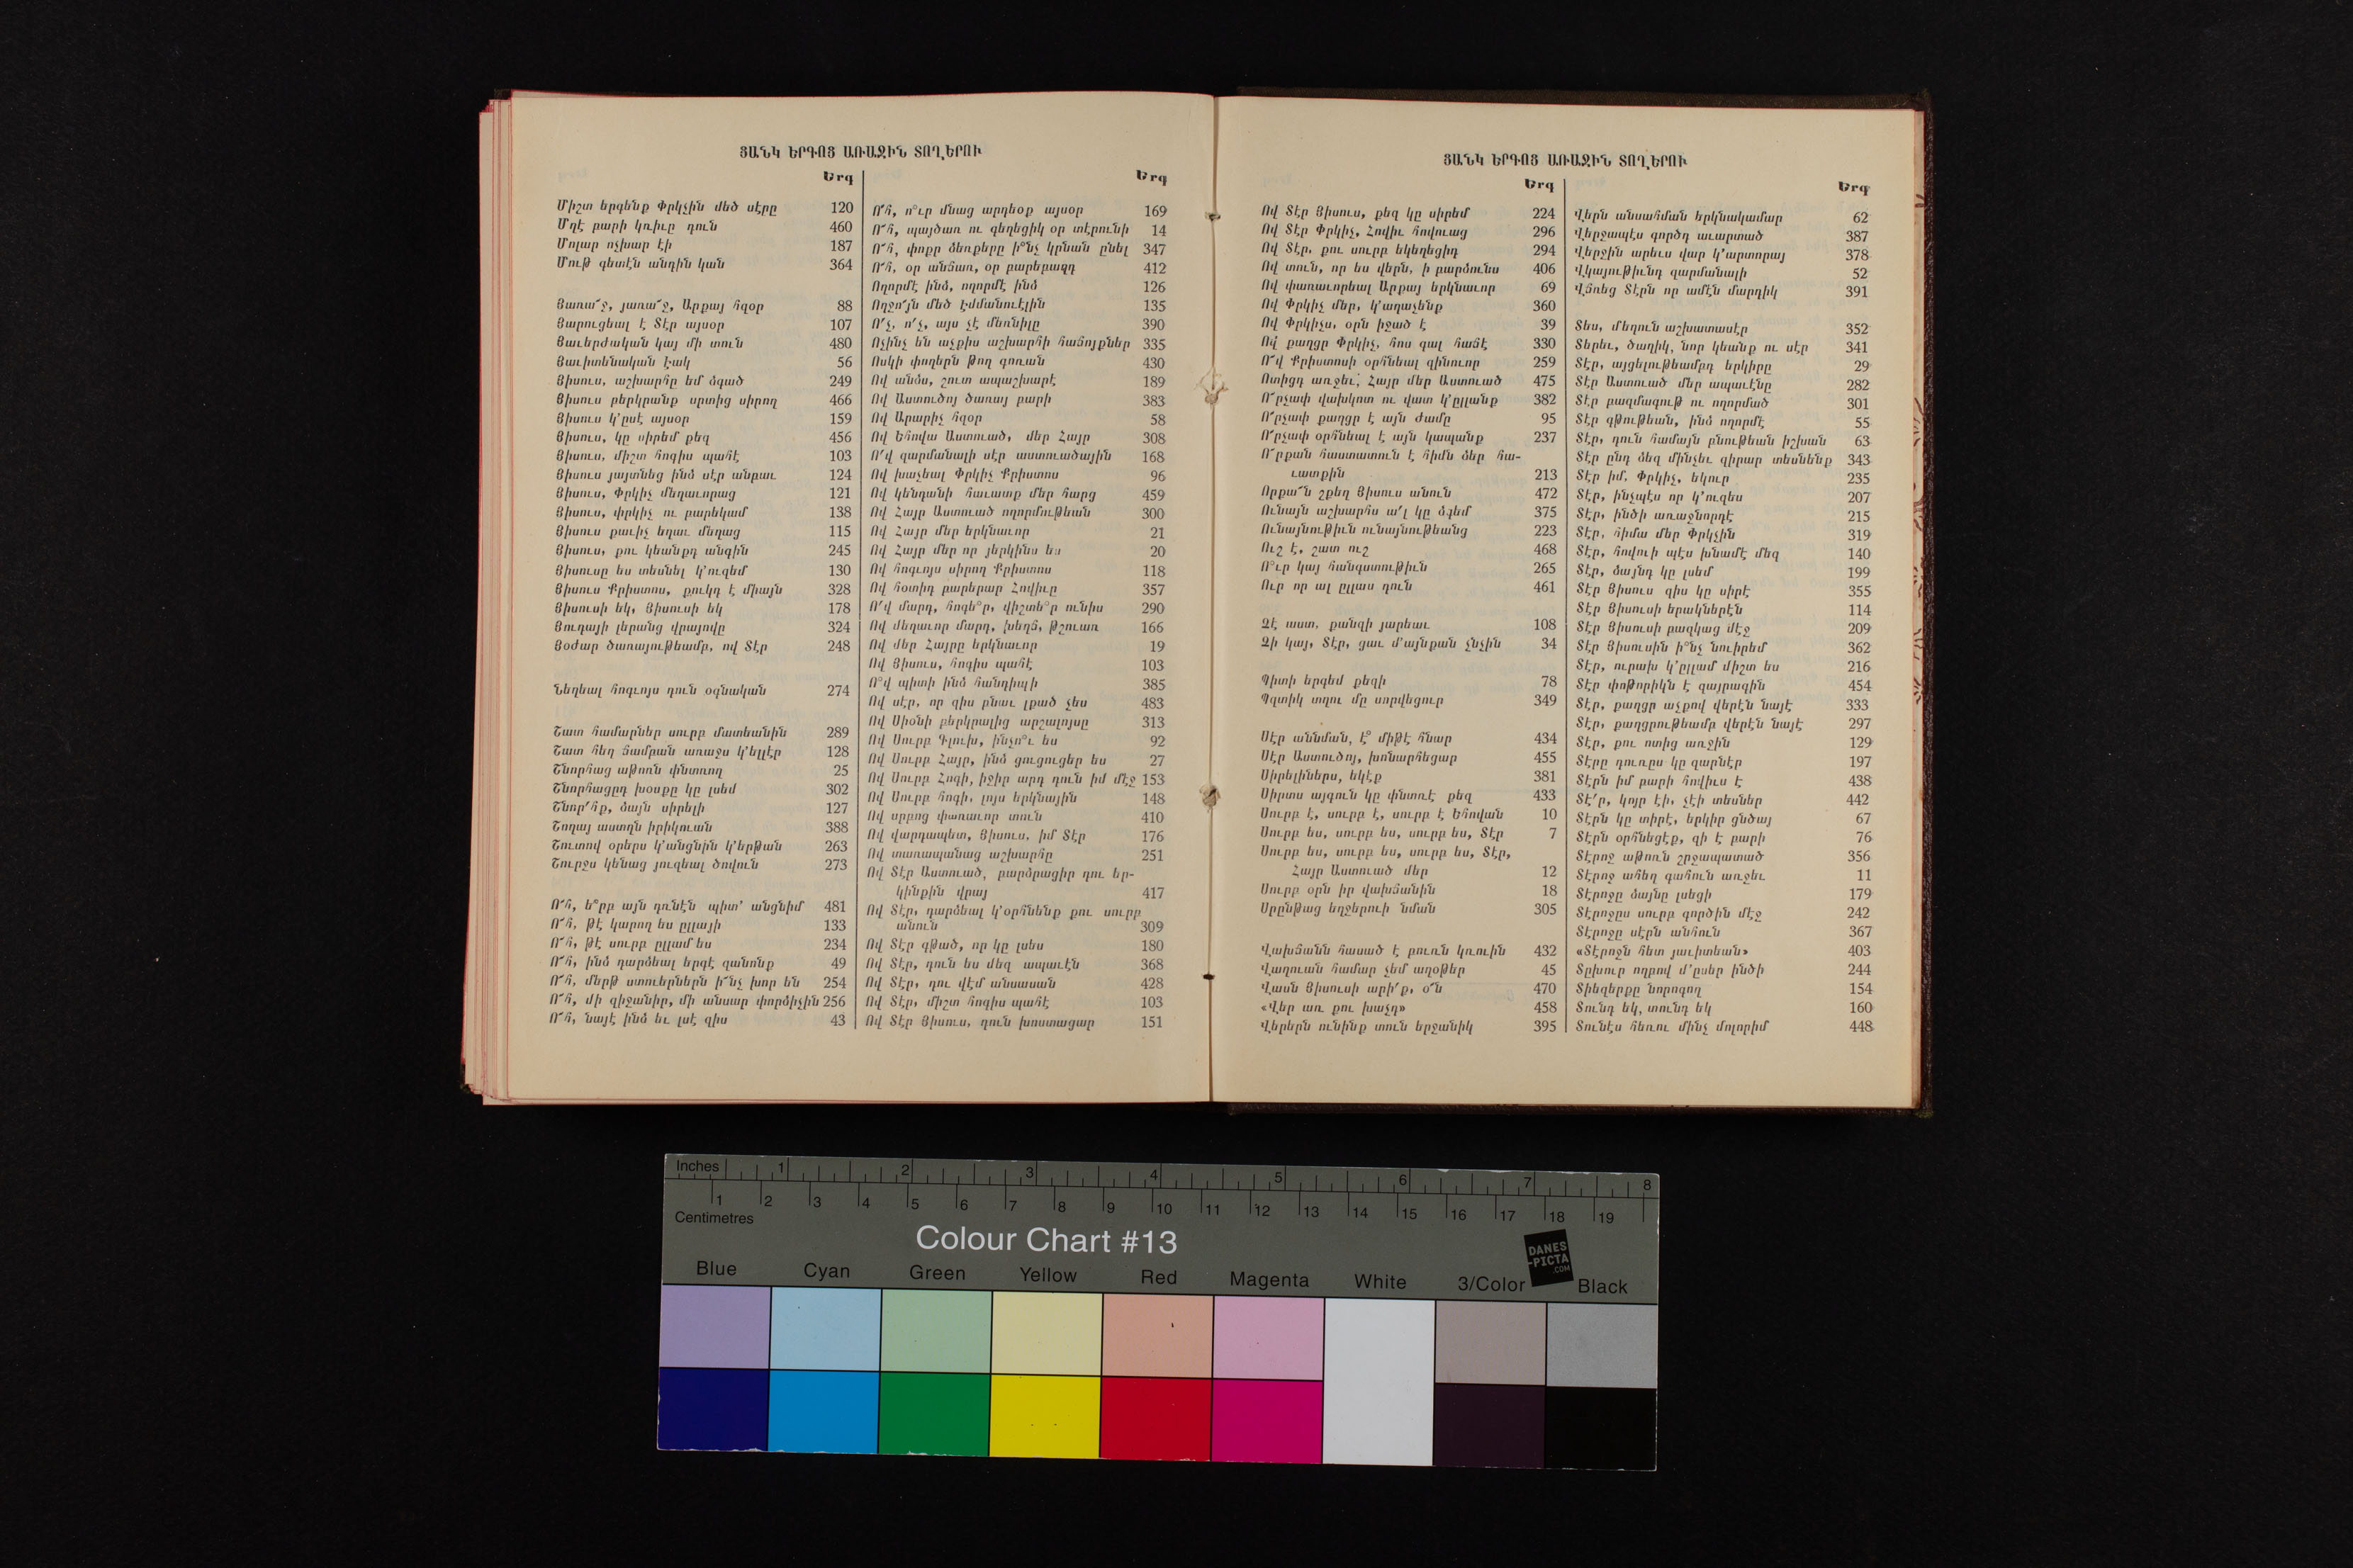 ՅԱՆԿ ԵՐԳՈՑ ԱՌԱՋԻՆ ՏՈՂԵՐՈՒ
Երգ
Միշտ երգենք Փրկչին մեծ սէրը 120
Մղէ բարի կռիւը դուն 460
Մոլար ոչխար էի 187
Մութ գետէն անդին կան 364
Յառա՜ջ, յառա՜ջ, Արքայ հզօր 88
Յարուցեալ է Տէր այսօր 107
Յաւերժական կայ մի տուն 480
Յաւիտենական Էակ 56
Յիսուս, աշխարհը եմ ձգած 249
Յիսուս բերկրանք սրտից սիրող 466
Յիսուս կ՚ըսէ այսօր 159
Յիսուս, կը սիրեմ քեզ 456
Յիսուս, միշտ հոգիս պահէ 103
Յիսուս յայտնեց ինձ սէր անբաւ 124
Յիսուս, Փրկիչ մեղաւորաց 121
Յիսուս, փրկիչ ու բարեկամ 138
Յիսուս քաւիչ եղաւ մեղաց 115
Յիսուս, քու կեանքդ անգին 245
Յիսուսը ես տեսնել կ՚ուզեմ 130
Յիսուս Քրիստոս, քուկդ է միայն 328
Յիսուսի եկ, Յիսուսի եկ 178
Յուդայի լերանց վրայովը 324
Յօժար ծառայութեամբ, ով Տէր 248
Նեղեալ հոգւոյս դուն օգնական 274
Շատ համարներ սուրբ մատեանին 289
Շատ հեղ ճամբան առաջս կ՚ելլէր 128
Շնորհաց աթոռն փնտռող 25
Շնորհացըդ խօսքը կը լսեմ 302
Շնոր՜հք, ձայն սիրելի 127
Շողայ աստղն իրիկուան 388
Շուտով օրերս կ՚անցնին կ՚երթան 263
Շուրջս կենաց յուզեալ ծովուն 273
Ո՜հ, ե՞րբ այն դռնէն պիտ՚ անցնիմ 481
Ո՜հ, թէ կարող ես ըլլայի 133
Ո՜հ, թէ սուրբ ըլլամ ես 234
Ո՜հ, ինձ դարձեալ երգէ զանոնք 49
Ո՜հ, մերթ ստուերներն ի՜նչ խոր են 254
Ո՜հ, մի զիջանիր, մի անսար փորձիչին 256
Ո՜հ, նայէ ինձ եւ լսէ զիս 43
Երգ
Ո՜հ, ո՞ւր մնաց արդեօք այսօր 169
Ո՜հ, պայծառ ու գեղեցիկ օր տէրունի 14
Ո՜հ, փոքր ձեռքերը ի՞նչ կրնան ընել 347
Ո՜հ, օր անճառ, օր բարեբաղդ 412
Ողորմէ ինձ, ողորմէ ինձ 126
Ողջո՜յն մեծ Էմմանուէլին 135
Ո՛չ, ո՛չ, այս չէ մեռնիլը 390
Ոչինչ են աչքիս աշխարհի հաճոյքներ 335
Ոսկի փողերն թող գոռան 430
Ով անձս, շուտ ապաշխարէ 189
Ով Աստուծոյ ծառայ բարի 383
Ով Արարիչ հզօր 58
Ով Եհովա Աստուած, մեր Հայր 308
Ո՛վ զարմանալի սէր աստուածային 168
Ով խաչեալ Փրկիչ Քրիստոս 96
Ով կենդանի հաւատք մեր հարց 459
Ով Հայր Աստուած ողորմութեան 300
Ով Հայր մեր երկնաւոր 21
Ով Հայր մեր որ յերկինս ես 20
Ով հոգւոյս սիրող Քրիստոս 118
Ով հօտիդ բարերար Հովիւը 357
Ո՛վ մարդ, հոգե՞ր, վիշտե՞ր ունիս 290
Ով մեղաւոր մարդ, խեղճ, թշուառ 166
Ով մեր Հայրը երկնաւոր 19
Ով Յիսուս, հոգիս պահէ 103
Ո՞վ պիտի ինձ հանդիպի 385
Ով սէր, որ զիս բնաւ լքած չես 483
Ով Սիօնի բերկրալից արշալոյսը 313
Ով Սուրբ Գլուխ, ինչո՞ւ ես 92
Ով Սուրբ Հայր, ինձ ցուցուցեր ես 27
Ով Սուրբ Հոգի, իջիր արդ դուն իմ մէջ 153
Ով Սուրբ հոգի, լոյս երկնային 148
Ով սրբոց փառաւոր տուն 410
Ով վարդապետ, Յիսուս, իմ Տէր 176
Ով տառապանաց աշխարհը 251
Ով Տէր Աստուած, բարձրացիր դու եր-
կինքին վրայ 417
Ով Տէր, դարձեալ կ՚օրհնենք քու սուրբ
անուն 309
Ով Տէր գթած, որ կը լսես 180
Ով Տէր, դուն ես մեզ ապաւէն 368
Ով Տէր, դու վէմ անսասան 428
Ով Տէր, միշտ հոգիս պահէ 103
Ով Տէր Յիսուս, դուն խոստացար 151
ՅԱՆԿ ԵՐԳՈՑ ԱՌԱՋԻՆ ՏՈՂԵՐՈՒ
Երգ
Ով Տէր Յիսուս, քեզ կը սիրեմ 224
Ով Տէր Փրկիչ, Հովիւ հովուաց 296
Ով Տէր, քու սուրբ եկեղեցիդ 294
Ով տուն, որ ես վերն, ի բարձունս 406
Ով փառաւորեալ Արքայ երկնաւոր 69
Ով Փրկիչ մեր, կ՚աղաչենք 360
Ով Փրկիչս, օրն իջած է 39
Ով քաղցր Փրկիչ, հոս գալ հաճէ 330
Ո՜վ Քրիստոսի օրհնեալ զինուոր 259
Ոտիցդ առջեւ, Հայր մեր Աստուած 475
Ո՜րչափ վախկոտ ու վատ կ՚ըլլանք 382
Ո՜րչափ քաղցր է այն ժամը 95
Ո՜րչափ օրհնեալ է այն կապանք 237
Ո՜րքան հաստատուն է հիմն ձեր հա-
ւատքին 213
Որքա՜ն շքեղ Յիսուս անուն 472
Ունայն աշխարհս ա՛լ կը ձգեմ 375
Ունայնութիւն ունայնութեանց 223
Ուշ է, շատ ուշ 468
Ո՞ւր կայ հանգստութիւն 265
Ուր որ ալ ըլլաս դուն 461
Չէ աստ, քանզի յարեաւ 108
Չի կայ, Տէր, ցաւ մ՚այնքան չնչին 34
Պիտի երգեմ քեզի 78
Պզտիկ տղու մը սորվեցուր 349
Սէր աննման, է՞ միթէ հնար 434
Սէր Աստուծոյ, խոնարհեցար 455
Սիրելիներս, եկէք 381
Սիրտս այգուն կը փնտռէ քեզ 433
Սուրբ է, սուրբ է, սուրբ է Եհովան 10
Սուրբ ես, սուրբ ես, սուրբ ես, Տէր 7
Սուրբ ես, սուրբ ես, սուրբ ես, Տէր,
Հայր Աստուած մեր 12
Սուրբ օրն իր վախճանին 18
Սրընթաց եղջերուի նման 305
Վախճանն հասած է բուռն կռուին 432
Վաղուան համար չեմ աղօթեր 45
Վասն Յիսուսի արի՛ք, օ՛ն 470
«Վեր առ քու խաչդ» 458
Վերերն ունինք տուն երջանիկ 395
Երգ
Վերն անսահման երկնակամար 62
Վերջապէս գործդ աւարտած 387
Վերջին արեւս վար կ՚արտորայ 378
Վկայութիւնդ զարմանալի 52
Վճռեց Տէրն որ ամէն մարդիկ 391
Տես, մեղուն աշխատասէր 352
Տերեւ, ծաղիկ, նոր կեանք ու սէր 341
Տէր, այցելութեամբդ երկիրը 29
Տէր Աստուած մեր ապաւէնը 282
Տէր բազմագութ ու ողորմած 301
Տէր գթութեան, ինձ ողորմէ 55
Տէր, դուն համայն բնութեան իշխան 63
Տէր ընդ ձեզ մինչեւ զիրար տեսնենք 343
Տէր իմ, Փրկիչ, եկուր 235
Տէր, ինչպէս որ կ՚ուզես 207
Տէր, ինծի առաջնորդէ 215
Տէր, հիմա մեր Փրկչին 319
Տէր, հովուի պէս խնամէ մեզ 140
Տէր, ձայնդ կը լսեմ 199
Տէր Յիսուս զիս կը սիրէ 355
Տէր Յիսուսի երակներէն 114
Տէր Յիսուսի բազկաց մէջ 209
Տէր Յիսուսին ի՞նչ նուիրեմ 362
Տէր, ուրախ կ՚ըլլամ միշտ ես 216
Տէր փոթորիկն է զայրագին 454
Տէր, քաղցր աչքով վերէն նայէ 333
Տէր, քաղցրութեամբ վերէն նայէ 297
Տէր, քու ոտից առջին 129
Տէրը դուռըս կը զարնէր 197
Տէրն իմ բարի հովիւս է 438
Տէ՛ր, կոյր էի, չէի տեսներ 442
Տէրն կը տիրէ, երկիր ցնծայ 67
Տէրն օրհնեցէք, զի է բարի 76
Տէրոջ աթոռն շրջապատած 356
Տէրոջ ահեղ գահուն առջեւ 11
Տէրոջը ձայնը լսեցի 179
Տէրոջըս սուրբ գործին մէջ 242
Տէրոջը սէրն անհուն 367
«Տէրոջն հետ յաւիտեան» 403
Տըխուր ողբով մ՚ըսեր ինծի 244
Տիեզերքը նորոգող 154
Տունդ եկ, տունդ եկ 160
Տունէս հեռու մինչ մոլորիմ 448
Inches 1 2 3 4 5 6 7 8
1 2 3 4 5 6 7 8 9 10 11 12 13 14 15 16 17 18 19
Centimetres
Colour Chart #13
DANES
-PICTA
.COM
Blue Cyan Green Yellow Red Magenta White 3/Color Black